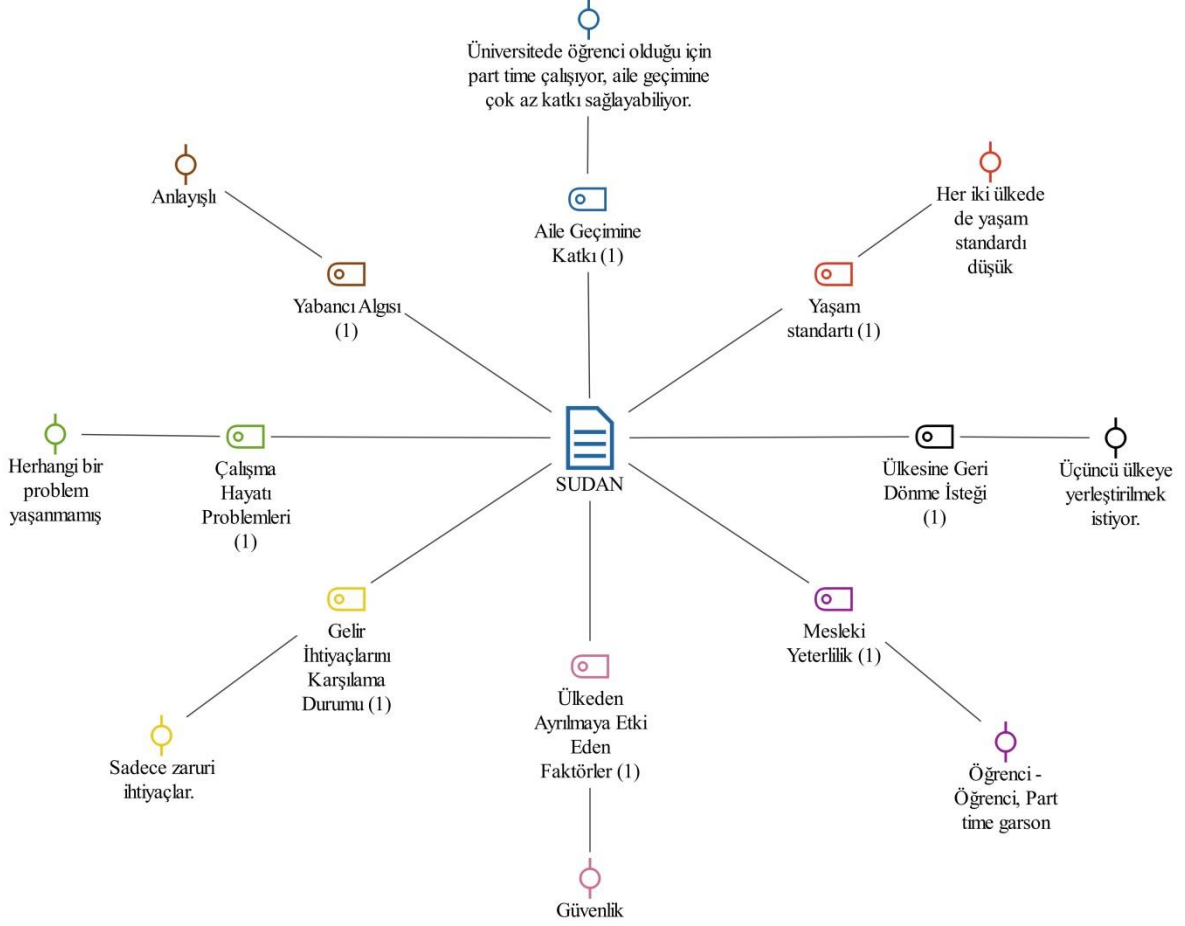 Üniversitede öğrenci olduğu için
part time çalışıyor, aile geçimine
çok az katkı sağlayabiliyor.
Anlayışlı
Her iki ülkede
de yaşam
standardı
düşük
Aile Geçimine
Katkı (1)
Yabancı Algısı
(1)
Yaşam
standartı (1)
Herhangi bir
problem
yaşanmamış
Çalışma
Hayatı
Problemleri
(1)
SUDAN
Ülkesine Geri
Dönme İsteği
(1)
Üçüncü ülkeye
yerleştirilmek
istiyor.
Gelir
İhtiyaçlarını
Karşılama
Durumu (1)
Mesleki
Yeterlilik (1)
Ülkeden
Ayrılmaya Etki
Eden
Faktörler (1)
Sadece zaruri
ihtiyaçlar.
Öğrenci -
Öğrenci, Part
time garson
Güvenlik